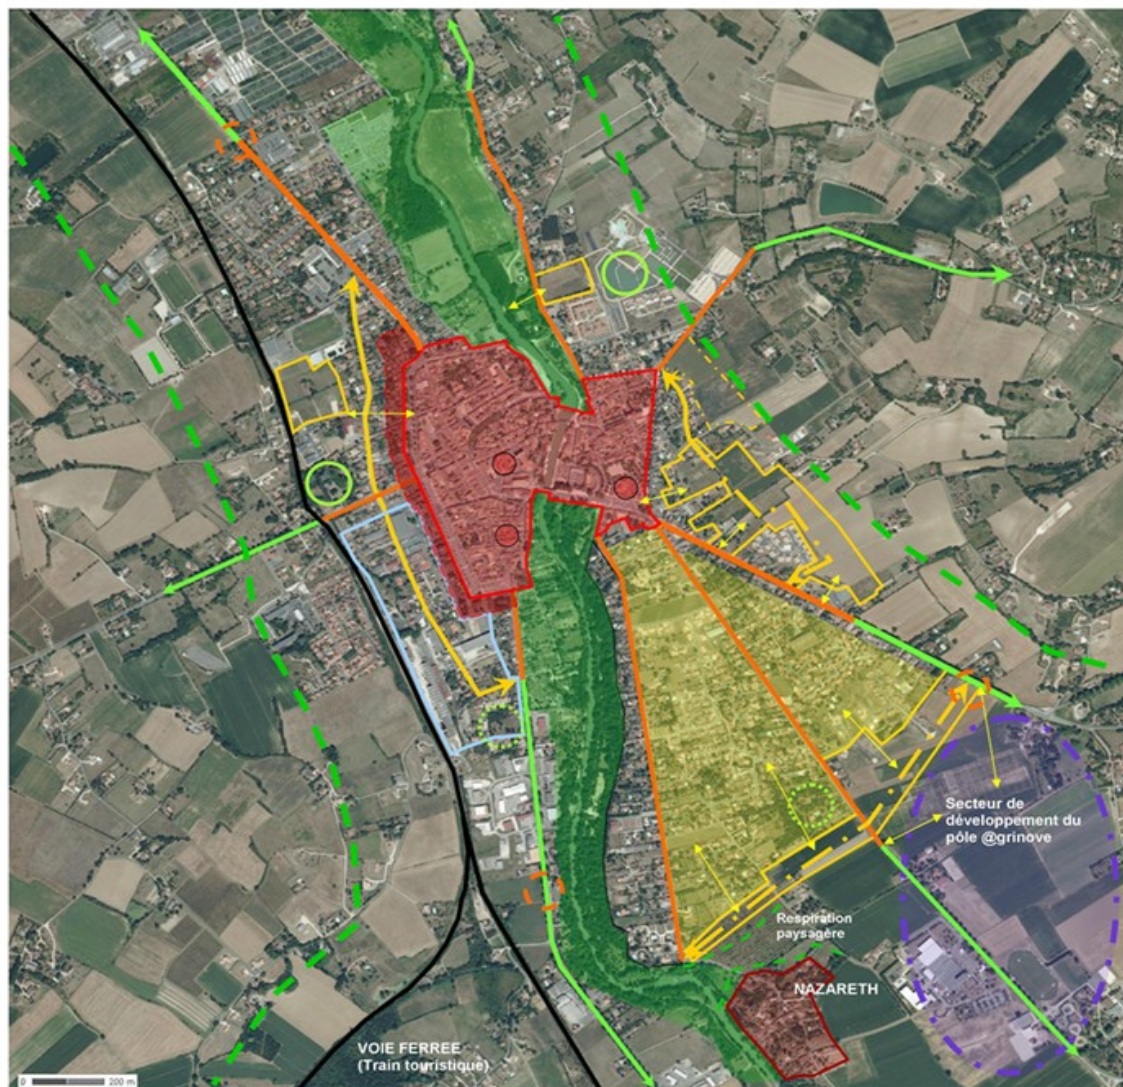 Secteur de
développement du
pôle @grinove
Respiration
paysagère
NAZARETH
VOIE FERREE
(Train touristique)
0 200 m